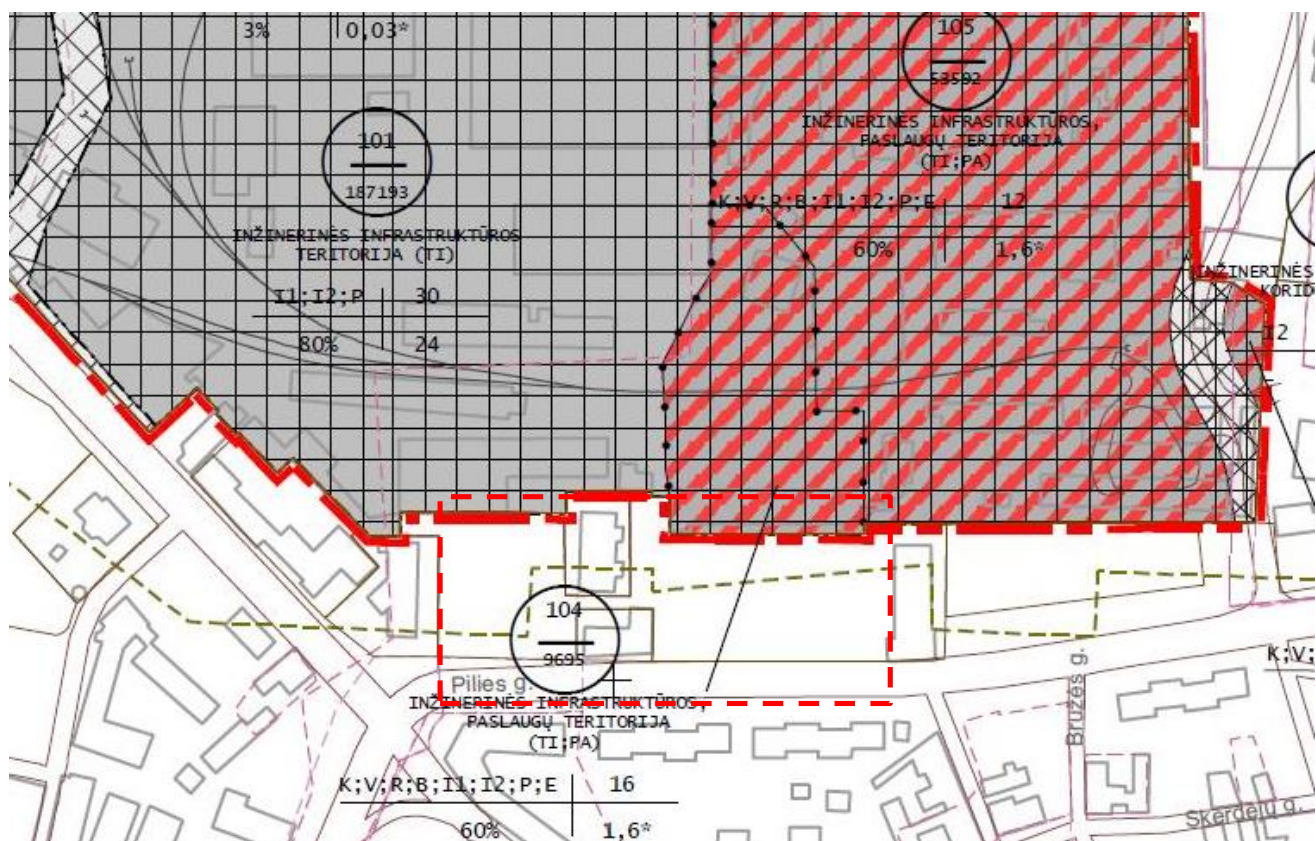 3% 0,03*
105
53592
INŽINERINĖS INFRASTRUKTŪROS,
PASLAUGŲ TERITORIJA
(TI;PA)
K;V;R;B;I1;I2;P;E 12
60% 1,6*
101
187193
INŽINERINĖS INFRASTRUKTŪROS
TERITORIJA (TI)
I1;I2;P 30
80% 24
INŽINERINĖS
KORID
I2
104
9695
Pilies g.
INŽINERINĖS INFRASTRUKTŪROS,
PASLAUGŲ TERITORIJA
(TI;PA)
K;V;R;B;I1;I2;P;E 16
60% 1,6*
K;V;
Bružės g.
Skerdėjų g.